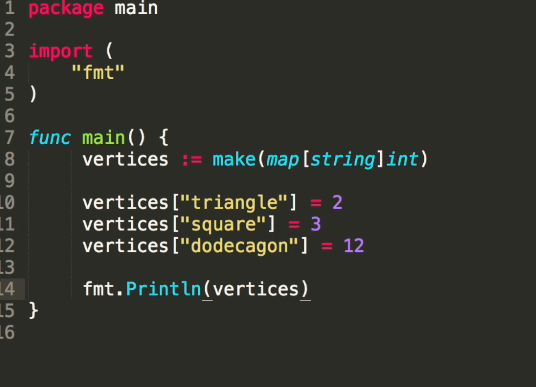 1 package main
2
3 import (
4     "fmt"
5 )
6
7 func main() {
8     vertices := make(map[string]int)
9
10     vertices["triangle"] = 2
11     vertices["square"] = 3
12     vertices["dodecagon"] = 12
13
14     fmt.Println(vertices)
15 }
16